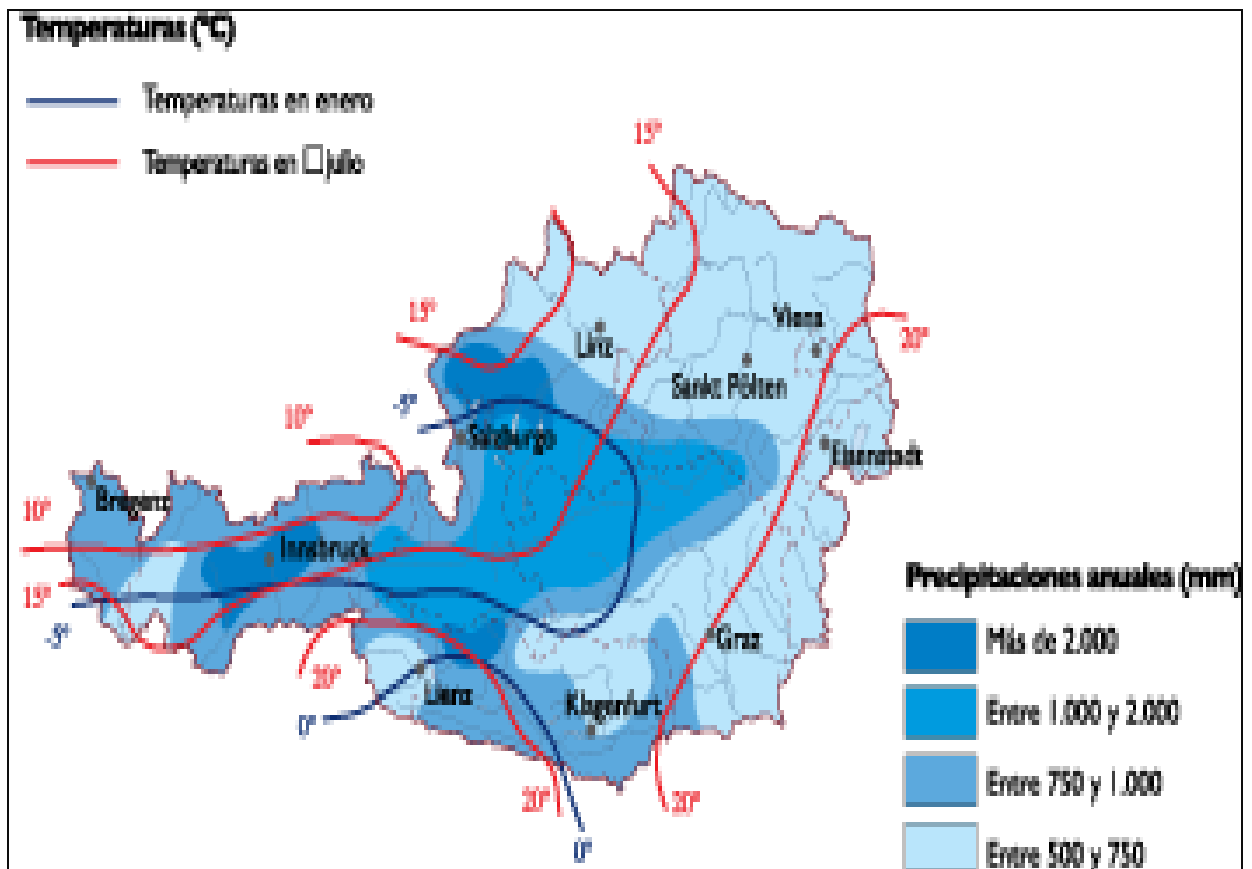 Temperaturas (°C)
Temperaturas en enero
Temperaturas en □ julio
15°
15°
Viena
20°
Linz
Sankt Pölten
-5°
10°
Salzburgo
Eisenstadt
Bregenz
10°
Innsbruck
15°
-5°
Precipitaciones anuales (mm)
Graz
Más de 2.000
20°
Lienz
0°
Klagenfurt
Entre 1.000 y 2.000
Entre 750 y 1.000
20°
20°
0°
Entre 500 y 750